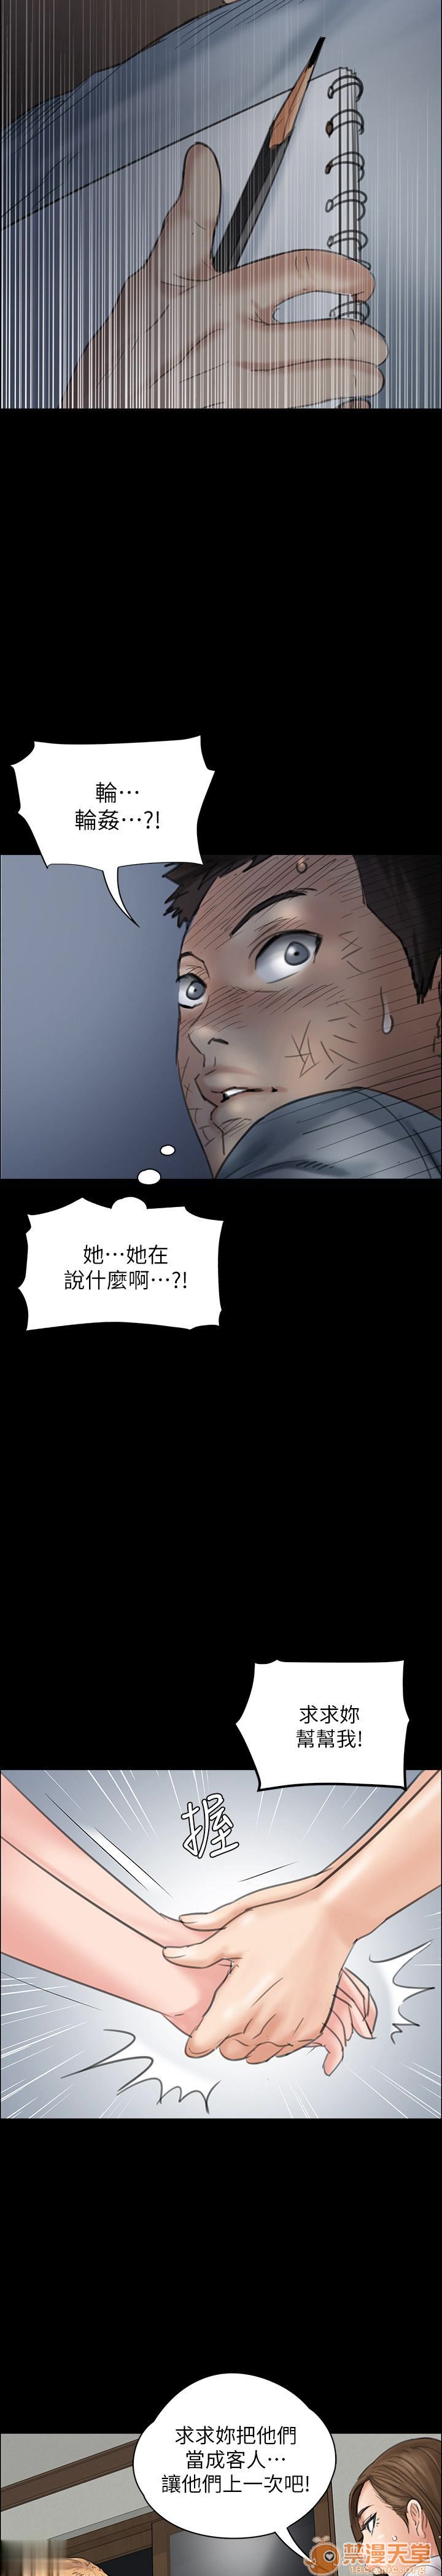 輪…
輪姦…?!
她…她在
說什麼啊…?!
求求妳
幫幫我!
握
求求妳把他們
當成客人…
讓他們上一次吧!
禁漫天堂
18comic.org